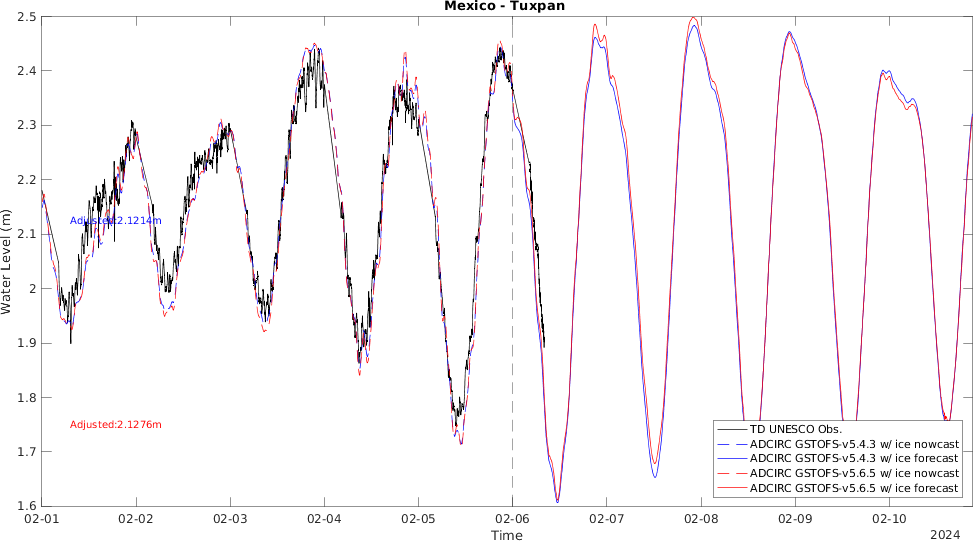 Mexico - Tuxpan
2.5
2.4
2.3
2.2
2.1
2
1.9
1.8
1.7
1.6
Water Level (m)
Adjusted:2.1214m
Adjusted:2.1276m
TD UNESCO Obs.
ADCIRC GSTOFS-v5.4.3 w/ ice nowcast
ADCIRC GSTOFS-v5.4.3 w/ ice forecast
ADCIRC GSTOFS-v5.6.5 w/ ice nowcast
ADCIRC GSTOFS-v5.6.5 w/ ice forecast
02-01 02-02 02-03 02-04 02-05 02-06 02-07 02-08 02-09 02-10
Time
2024